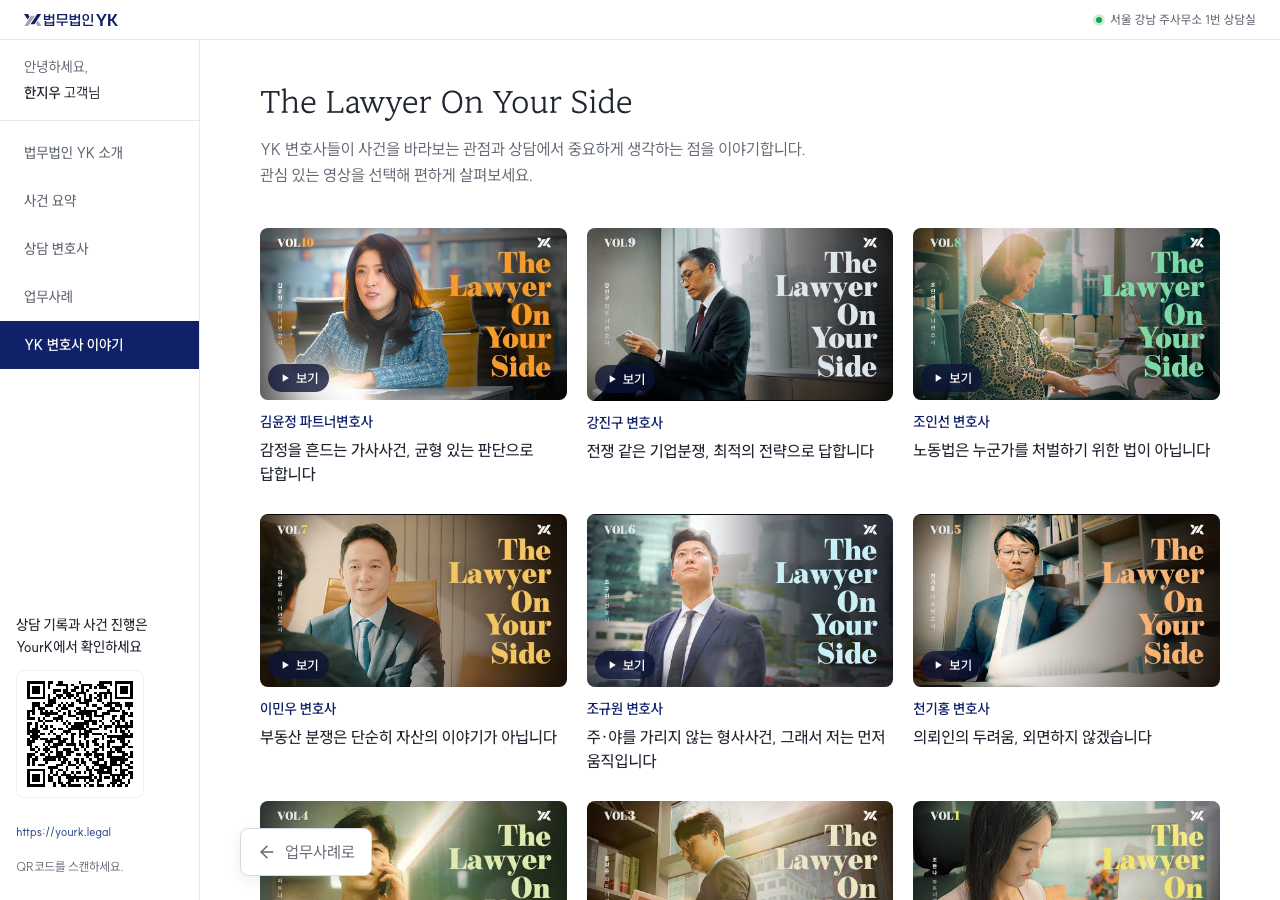 법무법인 YK
서울 강남 주사무소 1번 상담실
안녕하세요,
한지우 고객님
법무법인 YK 소개
사건 요약
상담 변호사
업무사례
YK 변호사 이야기
상담 기록과 사건 진행은
YourK에서 확인하세요
https://yourk.legal
QR코드를 스캔하세요.
The Lawyer On Your Side
YK 변호사들이 사건을 바라보는 관점과 상담에서 중요하게 생각하는 점을 이야기합니다.
관심 있는 영상을 선택해 편하게 살펴보세요.
VOL10
The
Lawyer
On
Your
Side
보기
김윤정 파트너변호사
감정을 흔드는 가사사건, 균형 있는 판단으로
답합니다
VOL9
The
Lawyer
On
Your
Side
보기
강진구 변호사
전쟁 같은 기업분쟁, 최적의 전략으로 답합니다
VOL8
The
Lawyer
On
Your
Side
보기
조인선 변호사
노동법은 누군가를 처벌하기 위한 법이 아닙니다
VOL7
The
Lawyer
On
Your
Side
보기
이민우 변호사
부동산 분쟁은 단순히 자산의 이야기가 아닙니다
VOL6
The
Lawyer
On
Your
Side
보기
조규원 변호사
주·야를 가리지 않는 형사사건, 그래서 저는 먼저
움직입니다
VOL5
The
Lawyer
On
Your
Side
보기
천기홍 변호사
의뢰인의 두려움, 외면하지 않겠습니다
VOL4
The
Lawyer
On
VOL3
The
Lawyer
On
VOL1
The
Lawyer
On
업무사례로